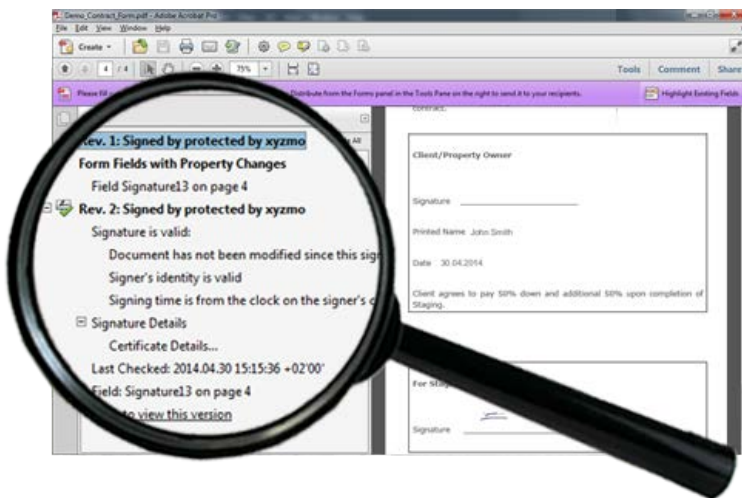 Demo_Contract_Form.pdf - Adobe Acrobat Pro
File Edit View Window Help
Create
4 / 4 75% Tools Comment Share
Please fill Distribute from the Forms panel in the Tools Pane on the right to send it to your recipients. Highlight Existing Fields
Rev. 1: Signed by protected by xyzmo All
Form Fields with Property Changes
Field Signature13 on page 4
Rev. 2: Signed by protected by xyzmo
Signature is valid:
Document has not been modified since this sig
Signer's identity is valid
Signing time is from the clock on the signer's
Signature Details
Certificate Details...
Last Checked: 2014.04.30 15:15:36 +02'00'
Field: Signature13 on page 4
to view this version
contract.
Client/Property Owner
Signature
Printed Name John Smith
Date 30.04.2014
Client agrees to pay 50% down and additional 50% upon completion of
Staging.
For Stag
Signature